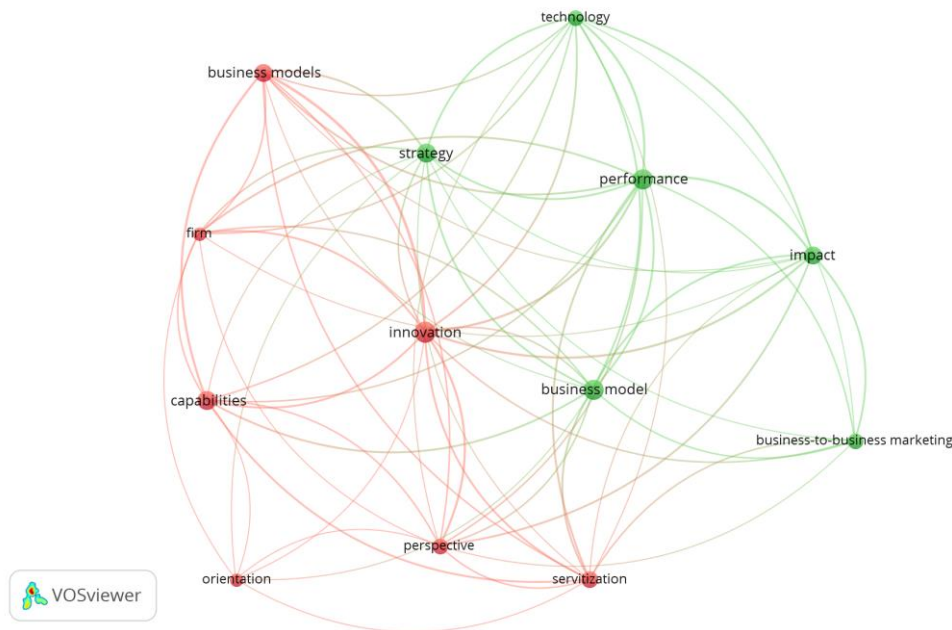 technology
business models
strategy
performance
firm
impact
innovation
business model
capabilities
business-to-business marketing
perspective
orientation
servitization
VOSviewer